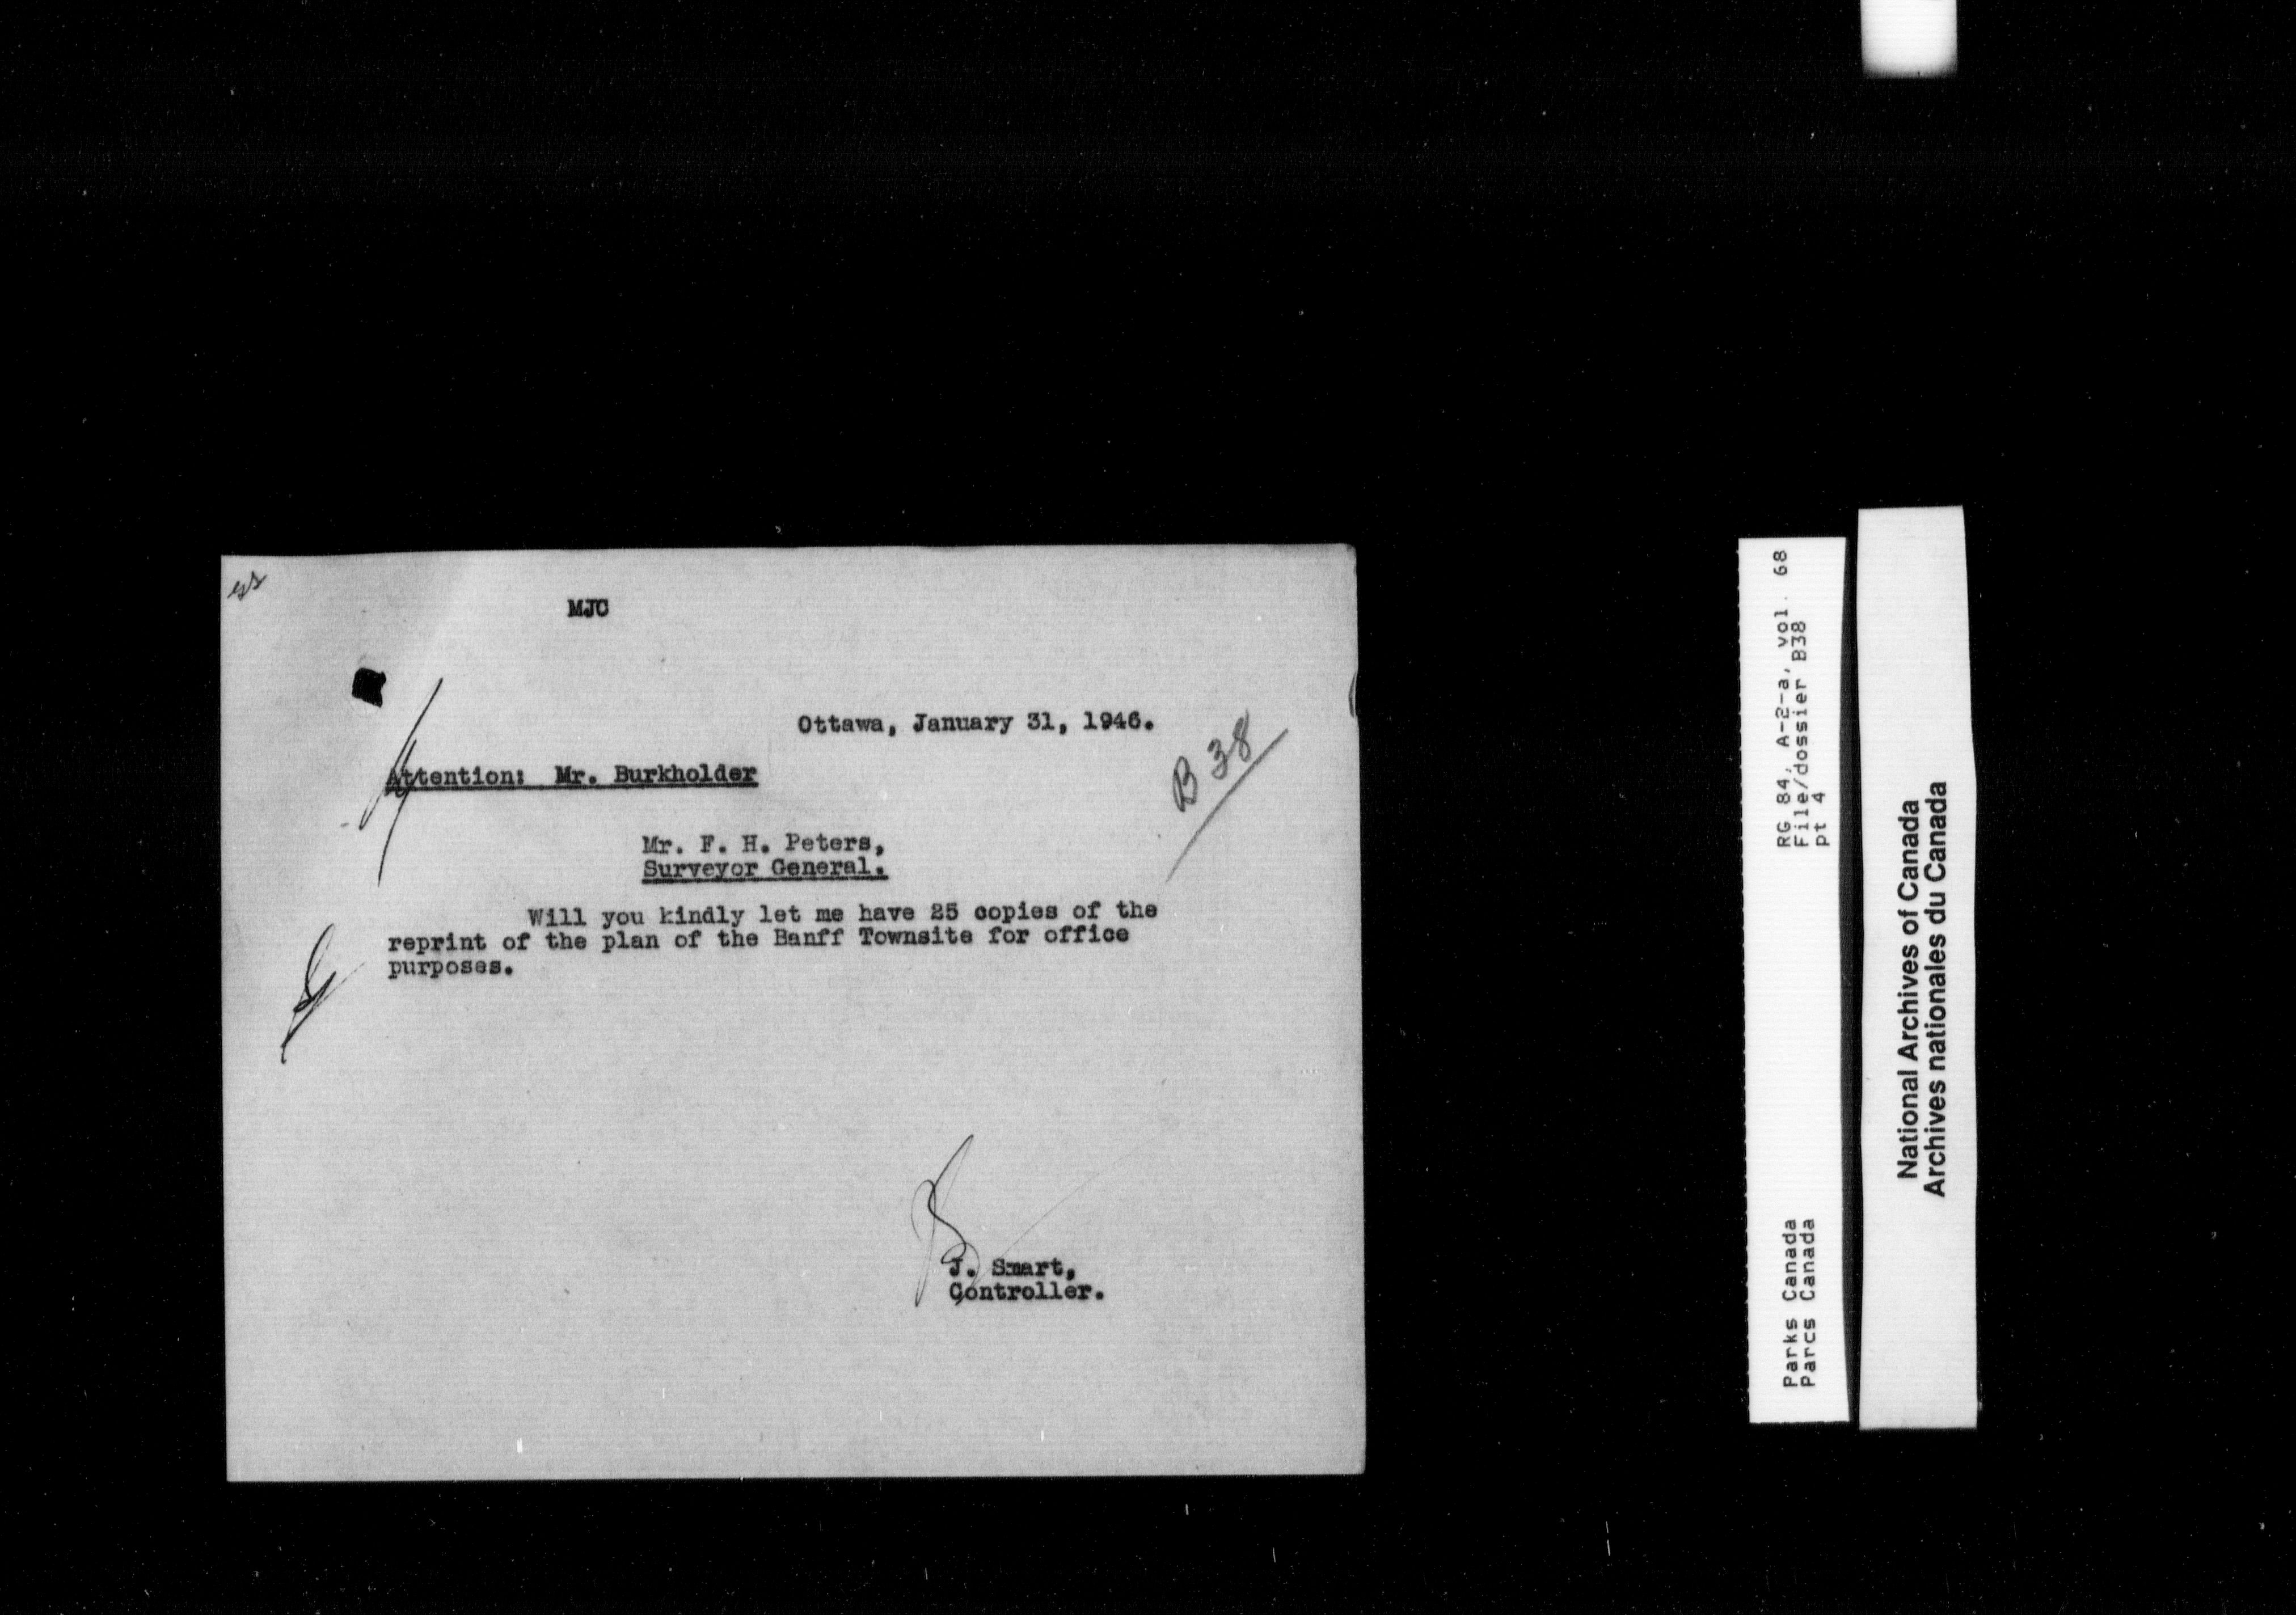 MJC
Ottawa, January 31, 1946.
B 38
Attention: Mr. Burkholder
Mr. F. H. Peters,
Surveyor General.
Will you kindly let me have 25 copies of the
reprint of the plan of the Banff Townsite for office
purposes.
J. Smart,
Controller.
RG 84, A-2-a, vol. 68
File/dossier B38
pt 4
Parks Canada
Parcs Canada
National Archives of Canada
Archives nationales du Canada